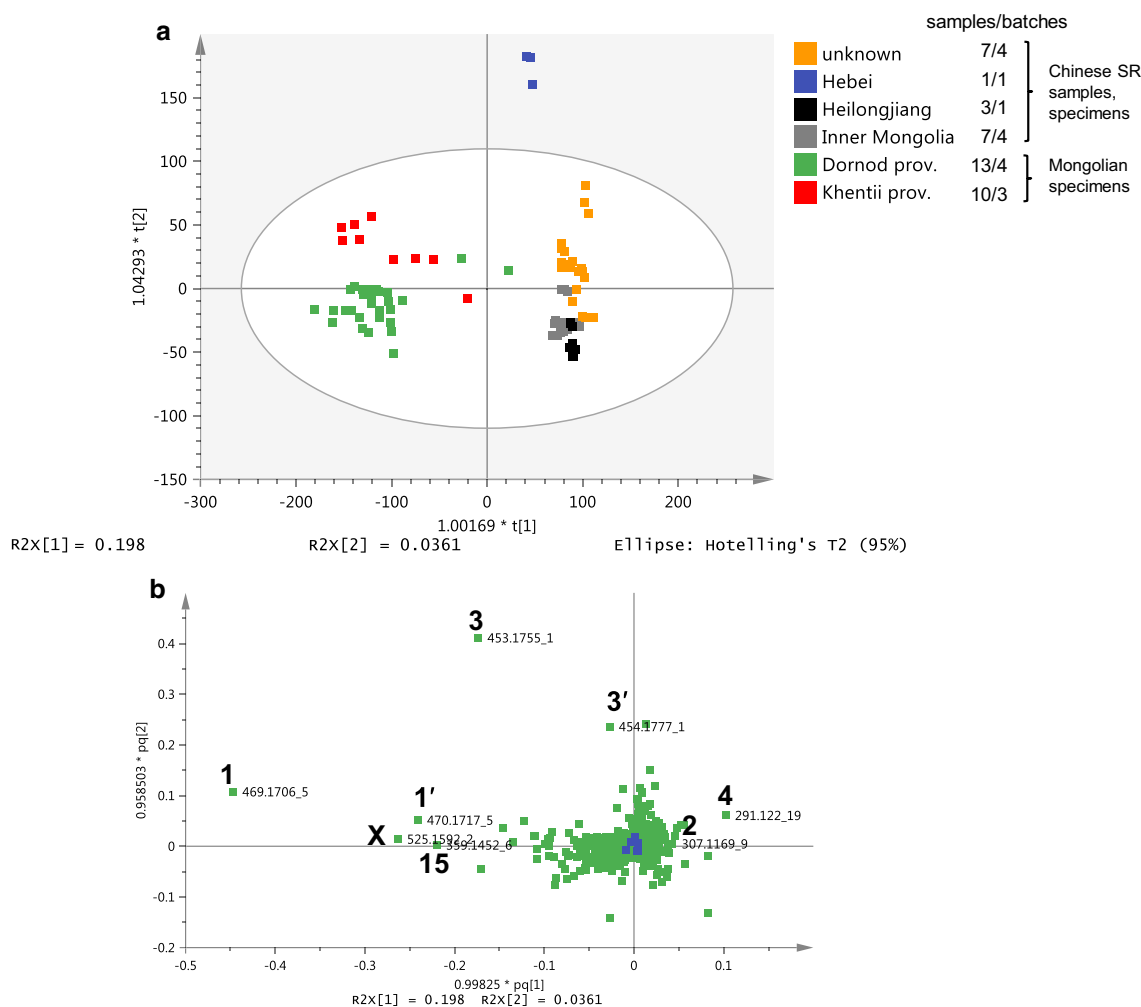 a
samples/batches
unknown 7/4
Hebei 1/1
Heilongjiang 3/1
Inner Mongolia 7/4
Dornod prov. 13/4
Khentii prov. 10/3
Chinese SR
samples,
specimens
Mongolian
specimens
150
100
50
0
-50
-100
-150
1.04293 * t[2]
-300 -200 -100 0 100 200
1.00169 * t[1]
R2X[1] = 0.198 R2X[2] = 0.0361 Ellipse: Hotelling's T2 (95%)
b
3
453.1755_1
3′
454.1777_1
1
469.1706_5
1′
470.1717_5
X
525.1592_2
359.1452_6
15
4
291.122_19
2
307.1169_9
0.4
0.3
0.2
0.1
0
-0.1
-0.2
0.958503 * pq[2]
-0.5 -0.4 -0.3 -0.2 -0.1 0 0.1
0.99825 * pq[1]
R2X[1] = 0.198 R2X[2] = 0.0361